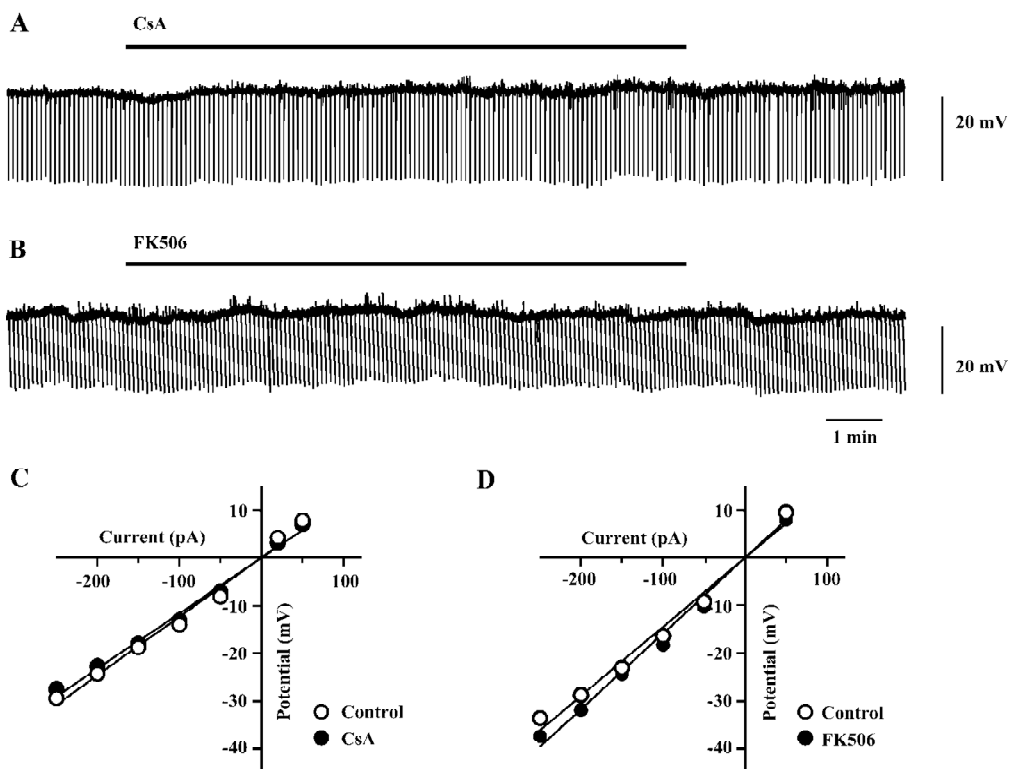 A
CsA
20 mV
B
FK506
20 mV
1 min
C
Current (pA)
-200
-100
100
10
-10
-20
-30
-40
Potential (mV)
Control
CsA
D
Current (pA)
-200
-100
100
10
-10
-20
-30
-40
Potential (mV)
Control
FK506